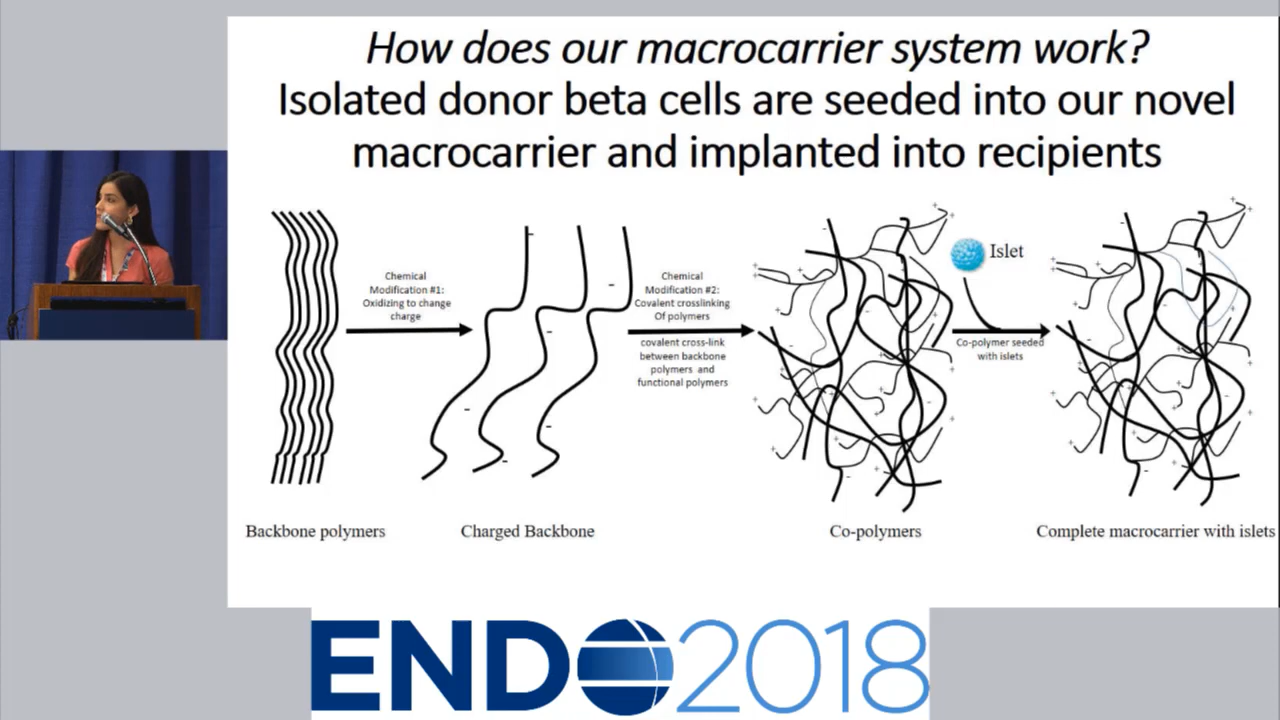 How does our macrocarrier system work?
Isolated donor beta cells are seeded into our novel
macrocarrier and implanted into recipients
Chemical
Modification #1:
Oxidizing to change
charge
Chemical
Modification #2:
Covalent crosslinking
Of polymers
covalent cross-link
between backbone
polymers and
functional polymers
Islet
Co-polymer seeded
with islets
Backbone polymers
Charged Backbone
Co-polymers
Complete macrocarrier with islets
ENDO2018